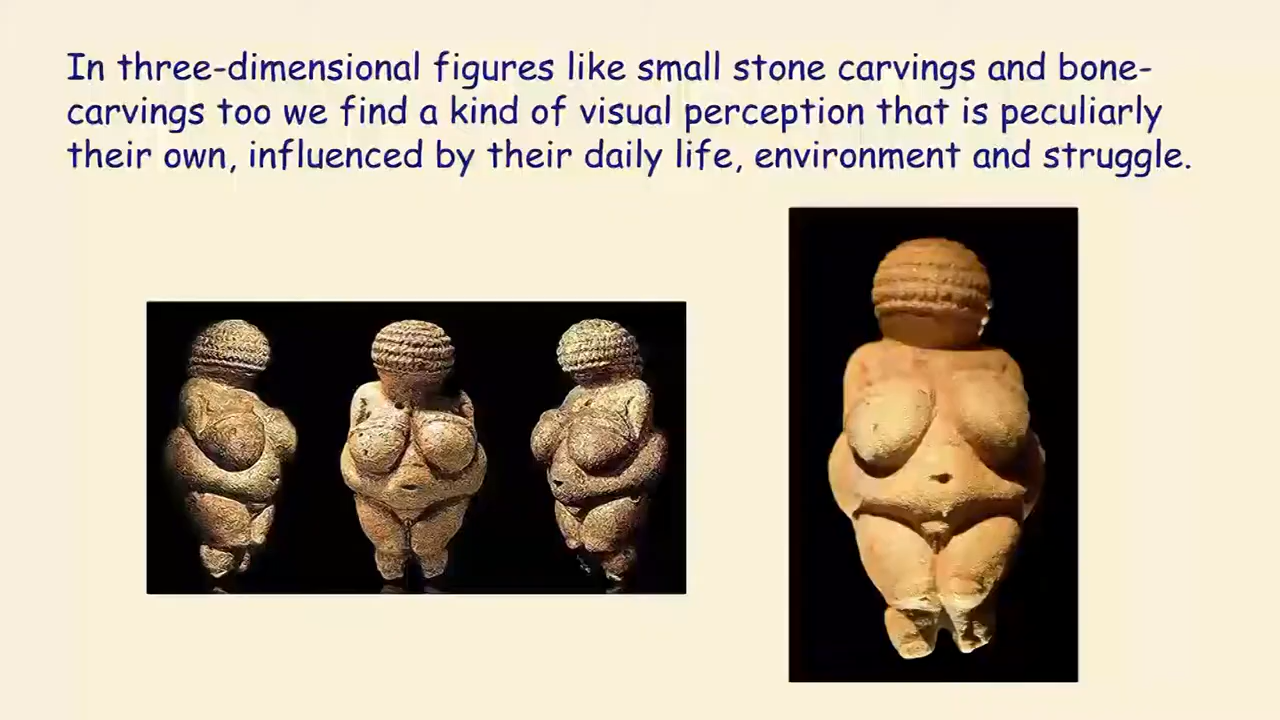 In three-dimensional figures like small stone carvings and bone-
carvings too we find a kind of visual perception that is peculiarly
their own, influenced by their daily life, environment and struggle.